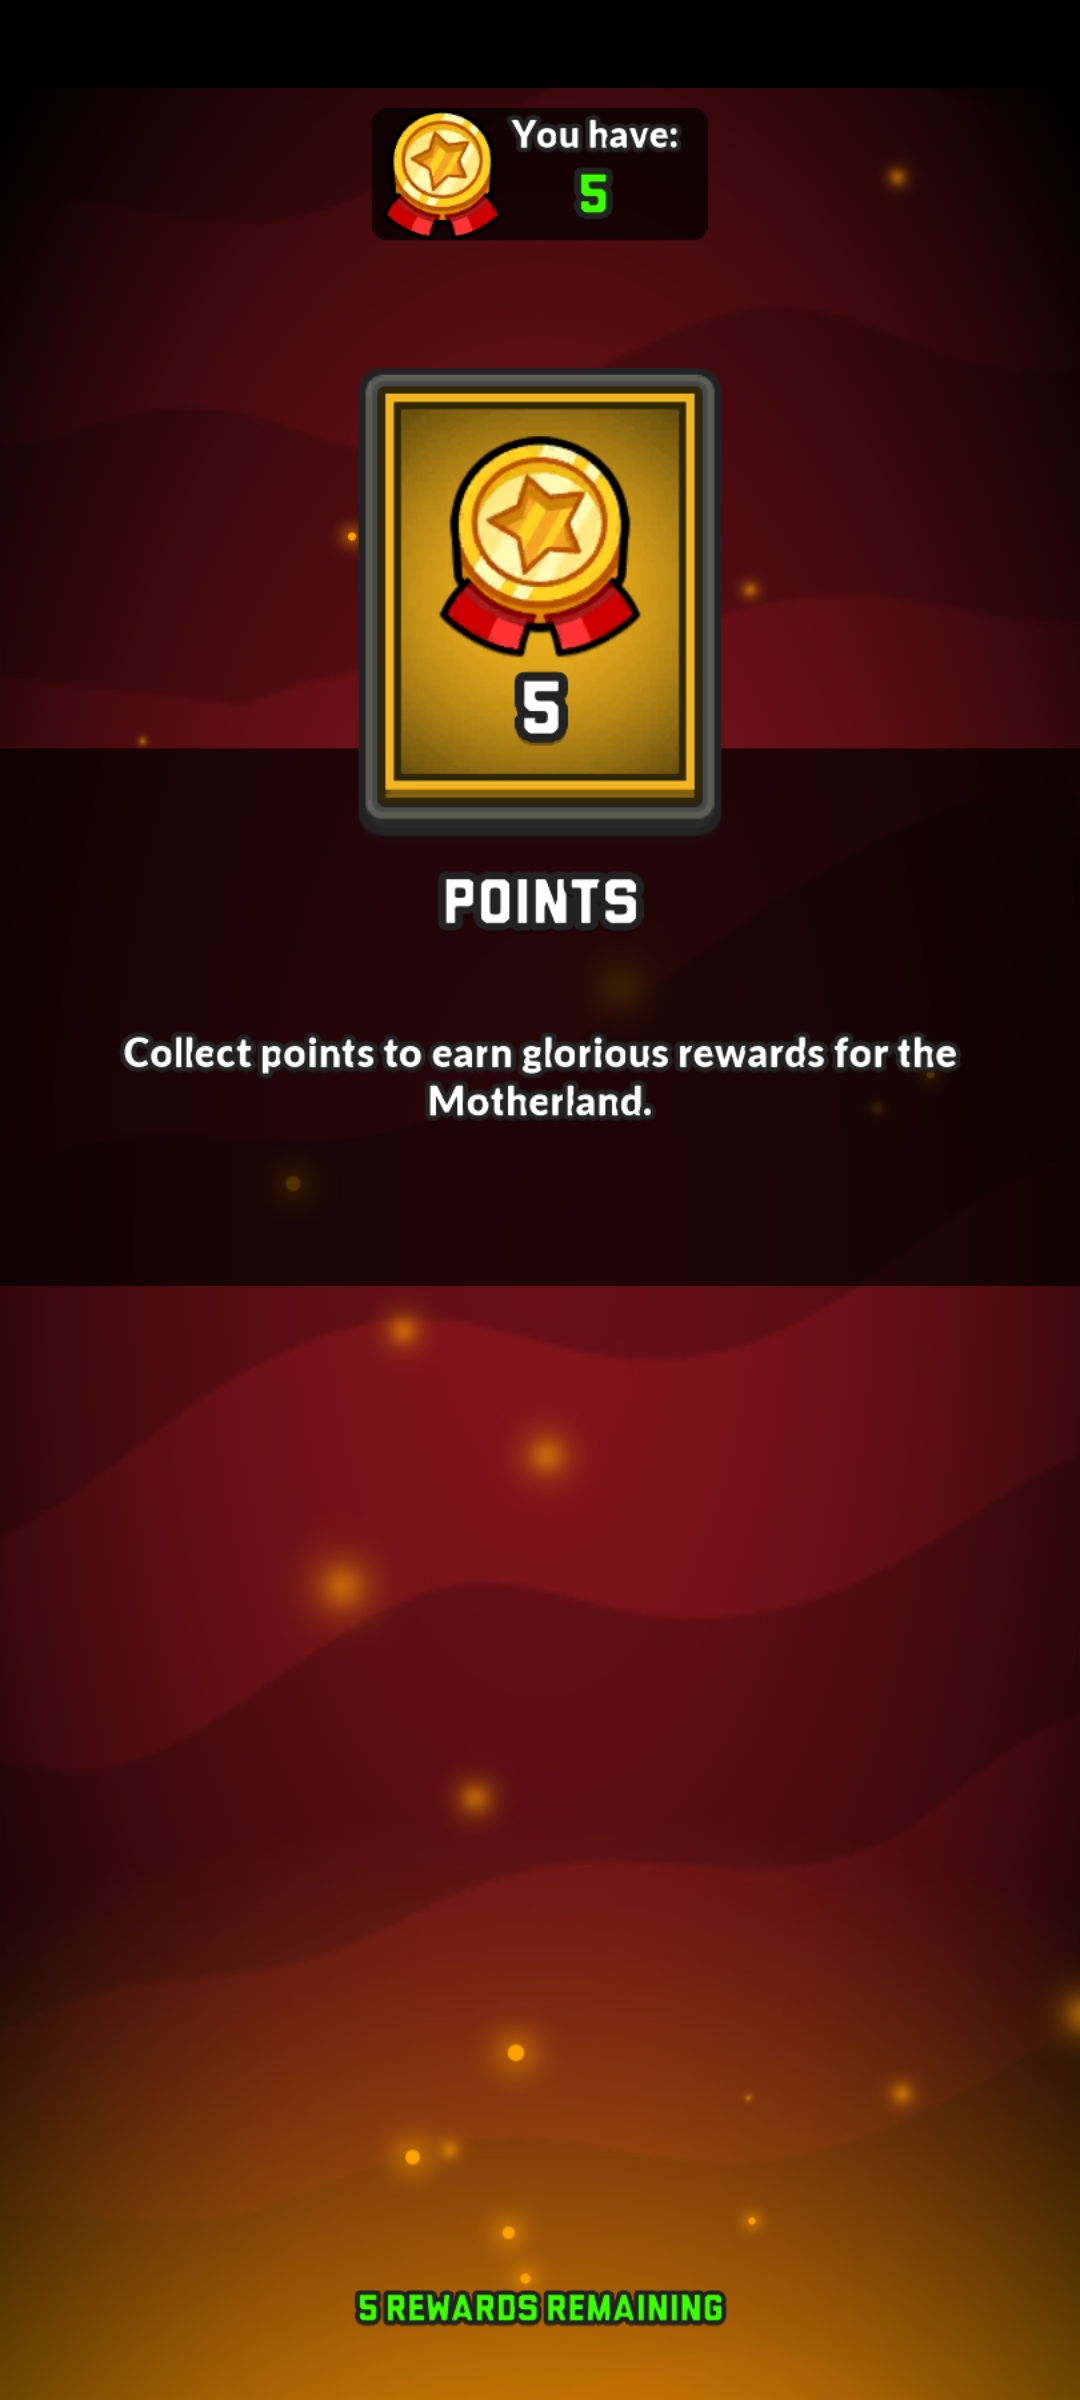 You have:
5
5
POINTS
Collect points to earn glorious rewards for the
Motherland.
5 REWARDS REMAINING